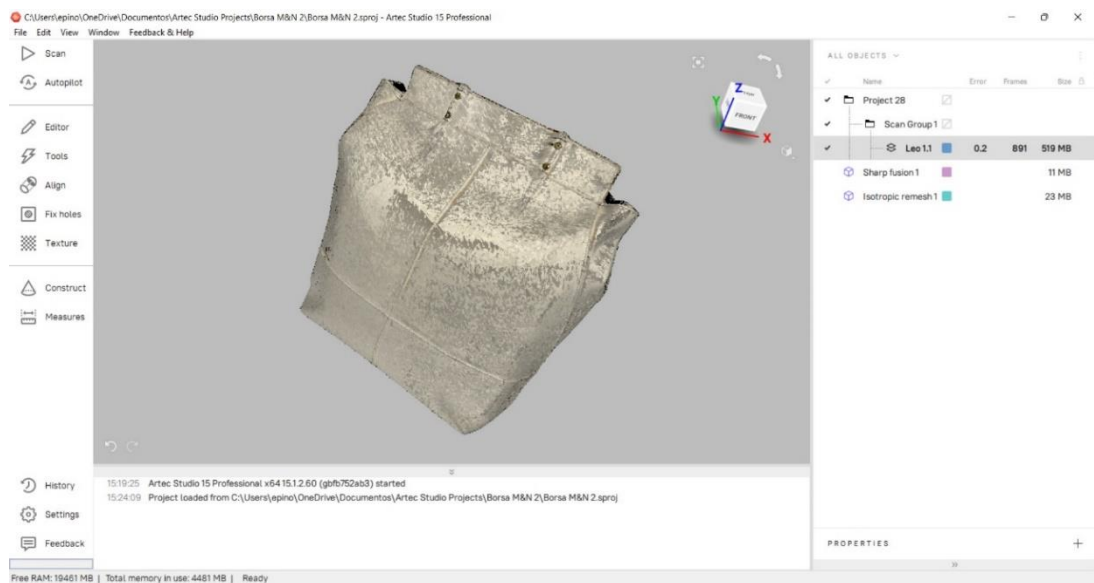 C:\Users\epino\OneDrive\Documentos\Artec Studio Projects\Borsa M&N 2\Borsa M&N 2.sproj - Artec Studio 15 Professional
File Edit View Window Feedback & Help
Scan
Autopilot
Editor
Tools
Align
Fix holes
Texture
Construct
Measures
History
Settings
Feedback
Z
Y
X
FRONT
15:19:25 Artec Studio 15 Professional x64 15.1.2.60 (gbfb752ab3) started
15:24:09 Project loaded from C:\Users\epino\OneDrive\Documentos\Artec Studio Projects\Borsa M&N 2\Borsa M&N 2.sproj
ALL OBJECTS
Name Error Frames Size
Project 28
Scan Group 1
Leo 1.1 0.2 891 519 MB
Sharp fusion 1 11 MB
Isotropic remesh 1 23 MB
PROPERTIES
Free RAM: 19461 MB | Total memory in use: 4481 MB | Ready